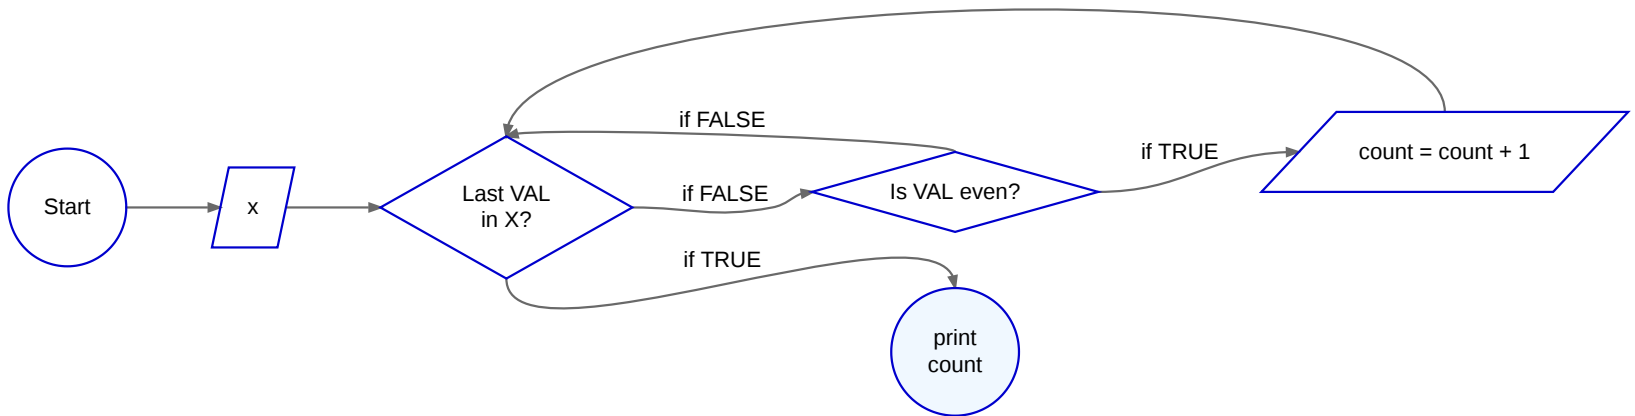 Start
x
Last VAL
in X?
if FALSE
if FALSE
if TRUE
Is VAL even?
if TRUE
count = count + 1
print
count